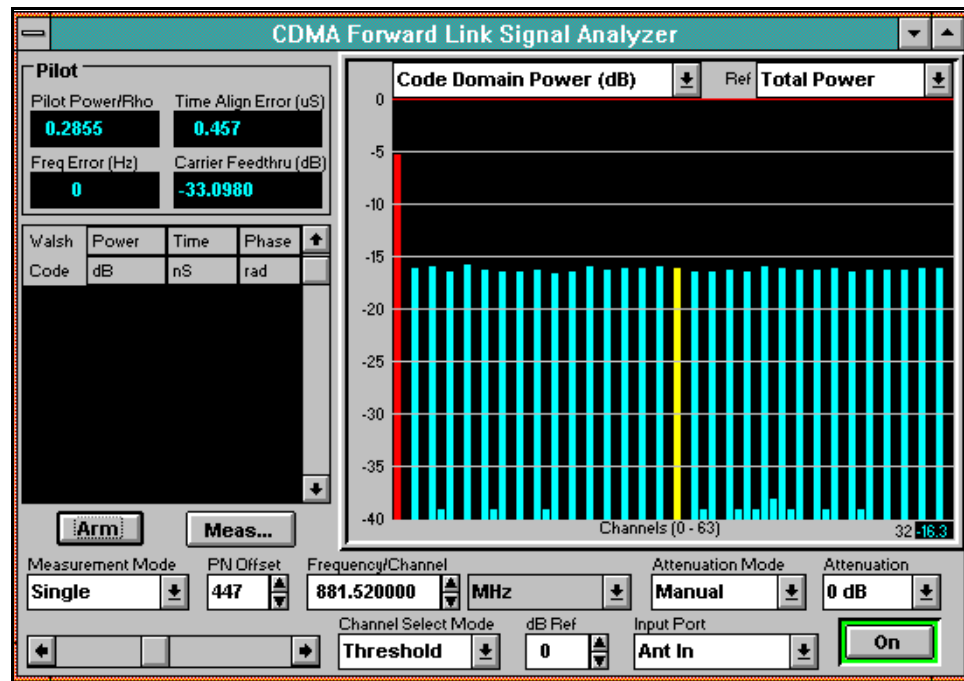 CDMA Forward Link Signal Analyzer
Pilot
Pilot Power/Rho Time Align Error (uS)
0.2855 0.457
Freq Error (Hz) Carrier Feedthru (dB)
0 -33.0980
Walsh Power Time Phase
Code dB nS rad
Code Domain Power (dB) Ref Total Power
0
-5
-10
-15
-20
-25
-30
-35
-40
Channels (0 - 63) 32 -16.3
Arm Meas...
Measurement Mode PN Offset Frequency/Channel Attenuation Mode Attenuation
Single 447 881.520000 MHz Manual 0 dB
Channel Select Mode dB Ref Input Port
Threshold 0 Ant In On